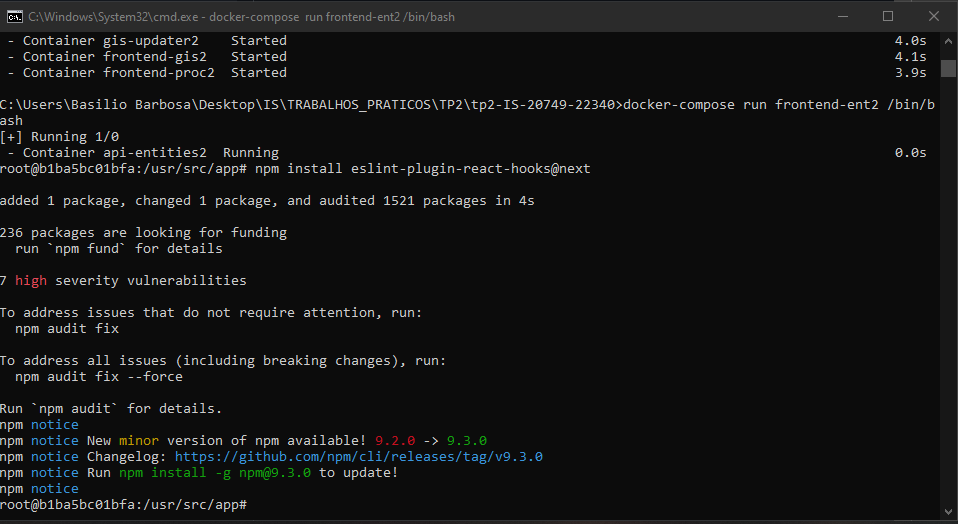 C:\Windows\System32\cmd.exe - docker-compose run frontend-ent2 /bin/bash
- Container gis-updater2 Started 4.0s
- Container frontend-gis2 Started 4.1s
- Container frontend-proc2 Started 3.9s
C:\Users\Basilio Barbosa\Desktop\IS\TRABALHOS_PRATICOS\TP2\tp2-IS-20749-22340>docker-compose run frontend-ent2 /bin/b
ash
[+] Running 1/0
- Container api-entities2 Running 0.0s
root@b1ba5bc01bfa:/usr/src/app# npm install eslint-plugin-react-hooks@next
added 1 package, changed 1 package, and audited 1521 packages in 4s
236 packages are looking for funding
run `npm fund` for details
7 high severity vulnerabilities
To address issues that do not require attention, run:
npm audit fix
To address all issues (including breaking changes), run:
npm audit fix --force
Run `npm audit` for details.
npm notice
npm notice New minor version of npm available! 9.2.0 -> 9.3.0
npm notice Changelog: https://github.com/npm/cli/releases/tag/v9.3.0
npm notice Run npm install -g npm@9.3.0 to update!
npm notice
root@b1ba5bc01bfa:/usr/src/app#